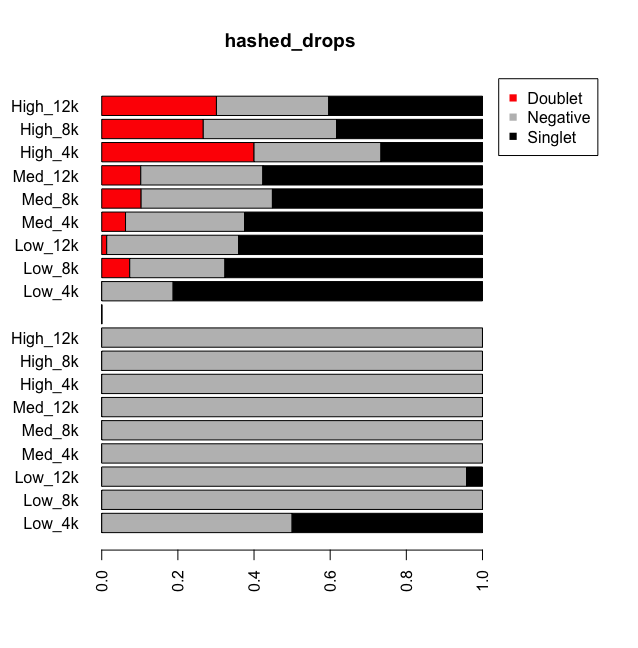 hashed_drops
Doublet
Negative
Singlet
High_12k
High_8k
High_4k
Med_12k
Med_8k
Med_4k
Low_12k
Low_8k
Low_4k
High_12k
High_8k
High_4k
Med_12k
Med_8k
Med_4k
Low_12k
Low_8k
Low_4k
0.0 0.2 0.4 0.6 0.8 1.0